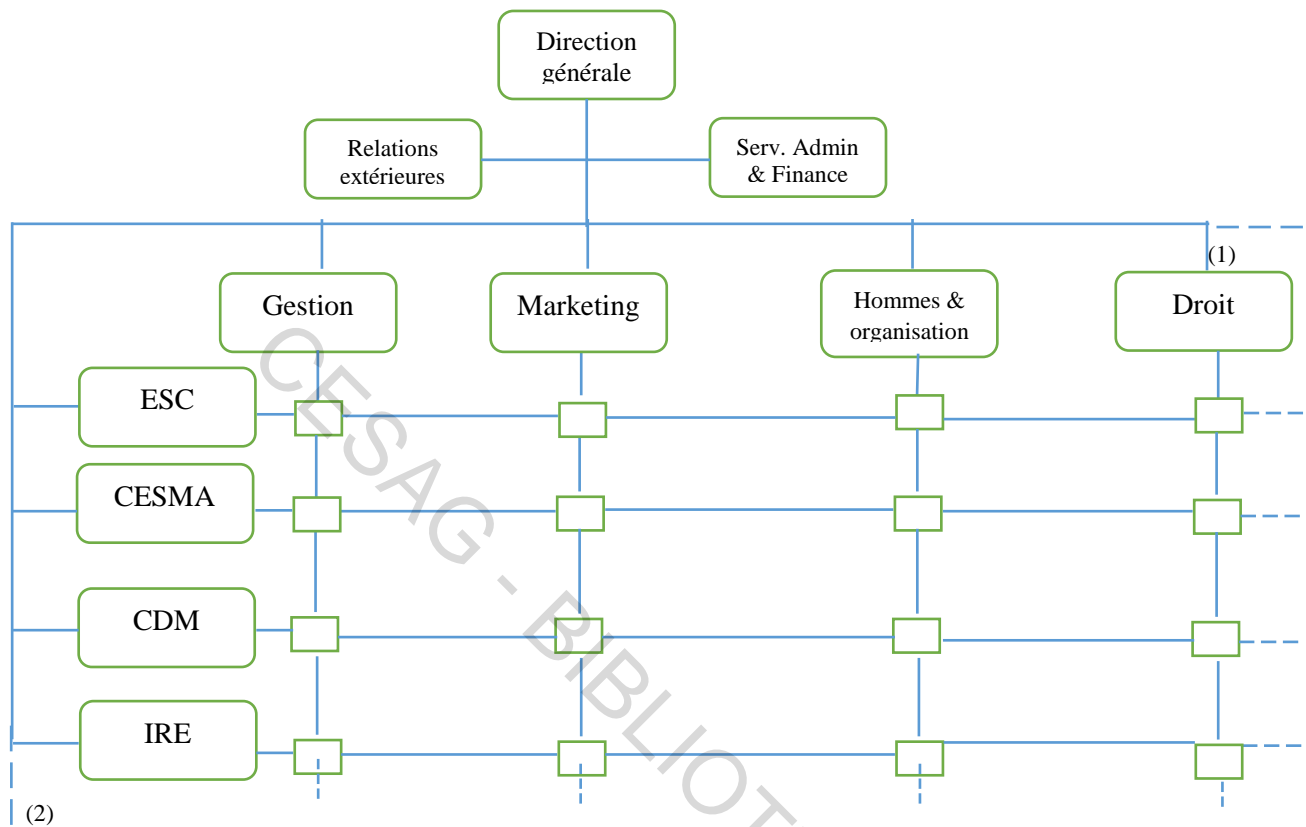 Direction
générale
Relations
extérieures
Serv. Admin
& Finance
(1)
Gestion
Marketing
Hommes &
organisation
Droit
ESC
CESMA
CDM
IRE
(2)
CESAG - BIBLIOT